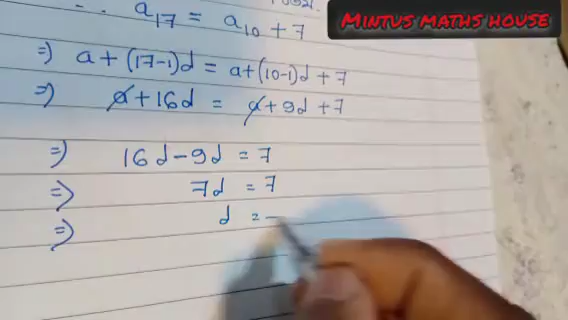 MINTUS MATHS HOUSE
∴ a₁₇ = a₁₀ + 7
⇒ a + (17-1)d = a + (10-1)d + 7
⇒ a + 16d = a + 9d + 7
⇒ 16d - 9d = 7
⇒ 7d = 7
⇒ d =